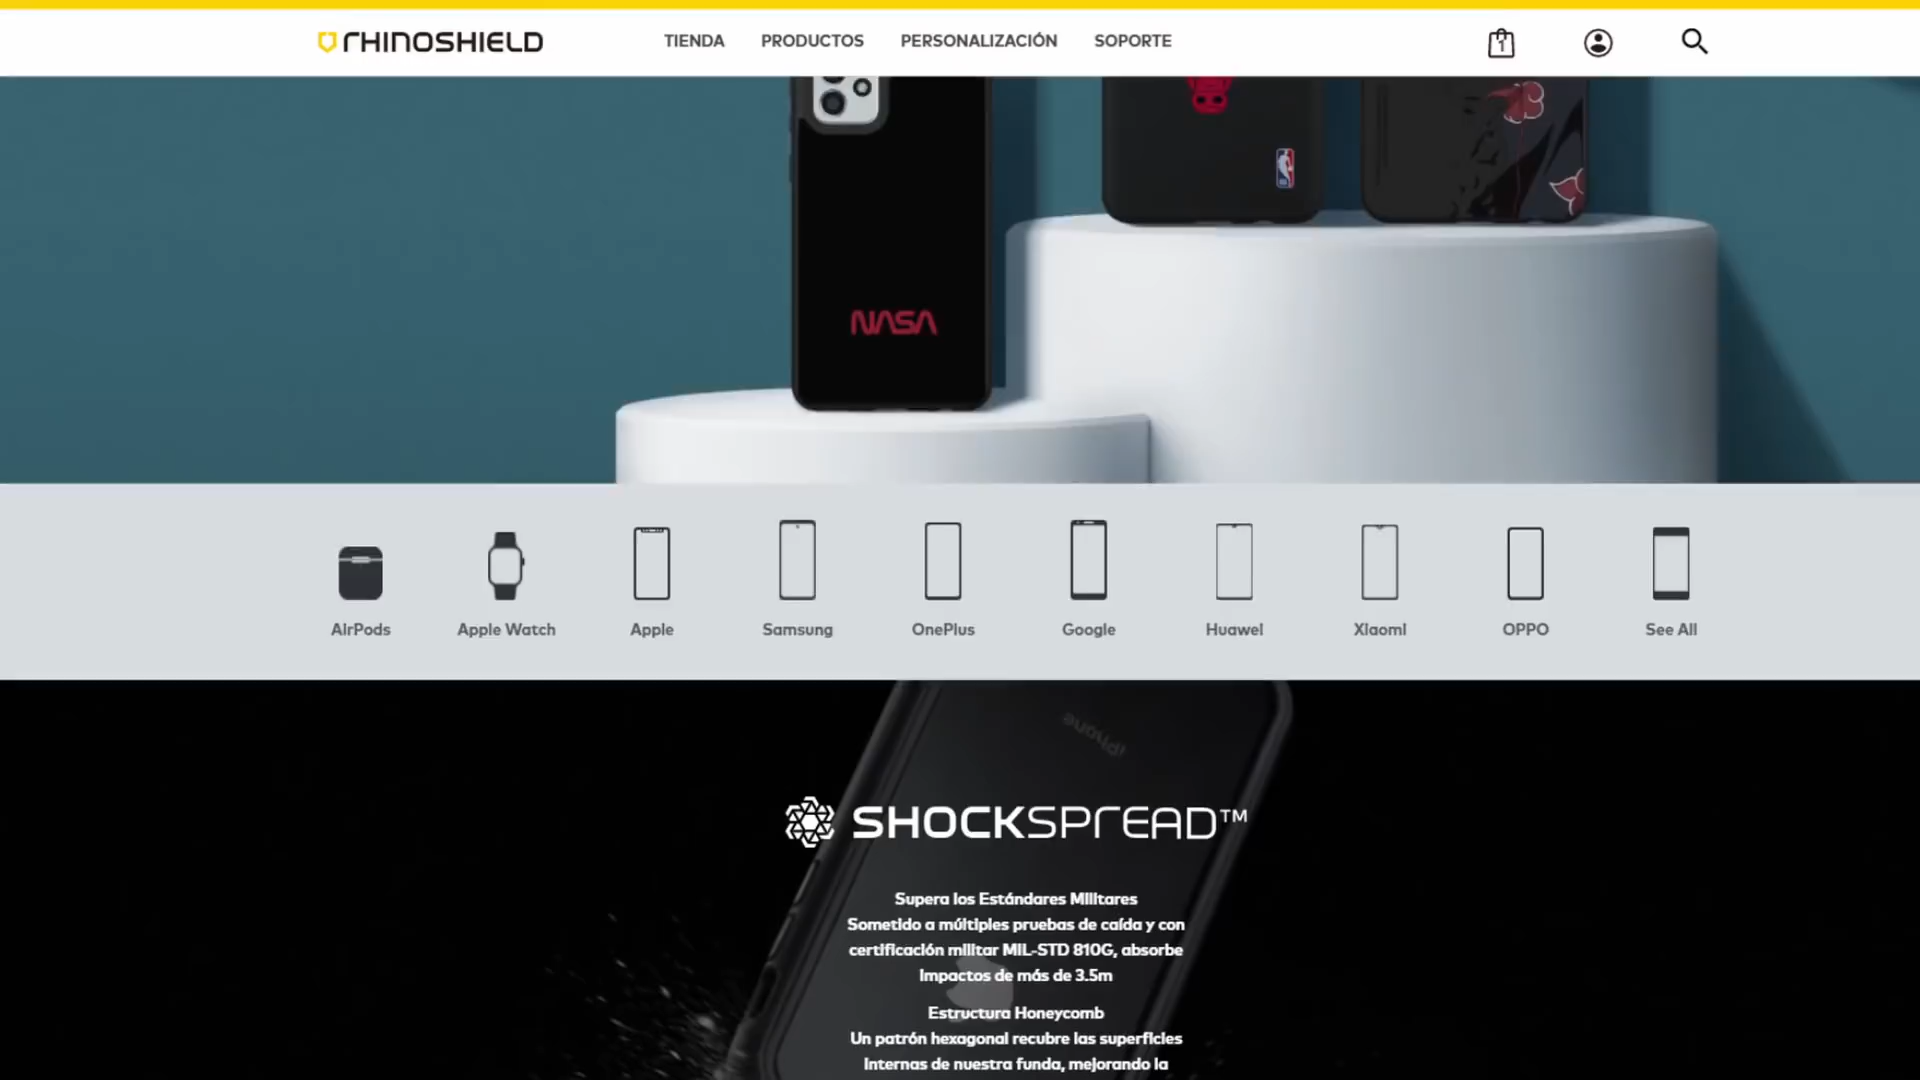 RHINOSHIELD
TIENDA
PRODUCTOS
PERSONALIZACIÓN
SOPORTE
1
NASA
AirPods
Apple Watch
Apple
Samsung
OnePlus
Google
Huawei
Xiaomi
OPPO
See All
iPhone
SHOCKSPREAD™
Supera los Estándares Militares
Sometido a múltiples pruebas de caída y con
certificación militar MIL-STD 810G, absorbe
impactos de más de 3.5m
Estructura Honeycomb
Un patrón hexagonal recubre las superficies
internas de nuestra funda, mejorando la